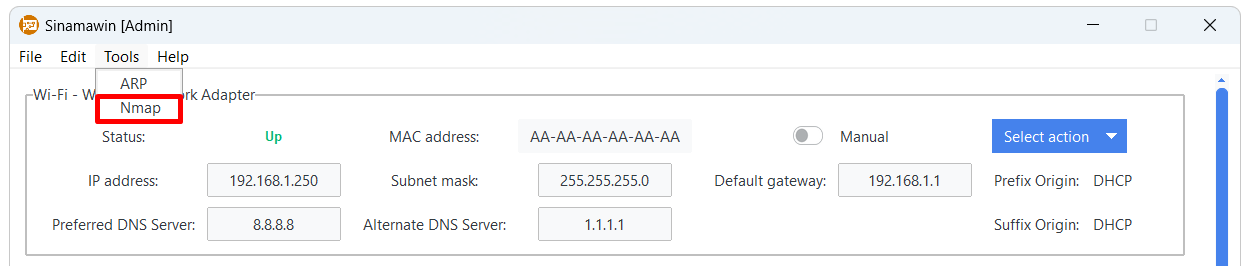 Sinamawin [Admin]
File Edit Tools Help
ARP
Nmap
Wi-Fi - Adapter
Status: Up MAC address: AA-AA-AA-AA-AA-AA Manual Select action
IP address: 192.168.1.250 Subnet mask: 255.255.255.0 Default gateway: 192.168.1.1 Prefix Origin: DHCP
Preferred DNS Server: 8.8.8.8 Alternate DNS Server: 1.1.1.1 Suffix Origin: DHCP